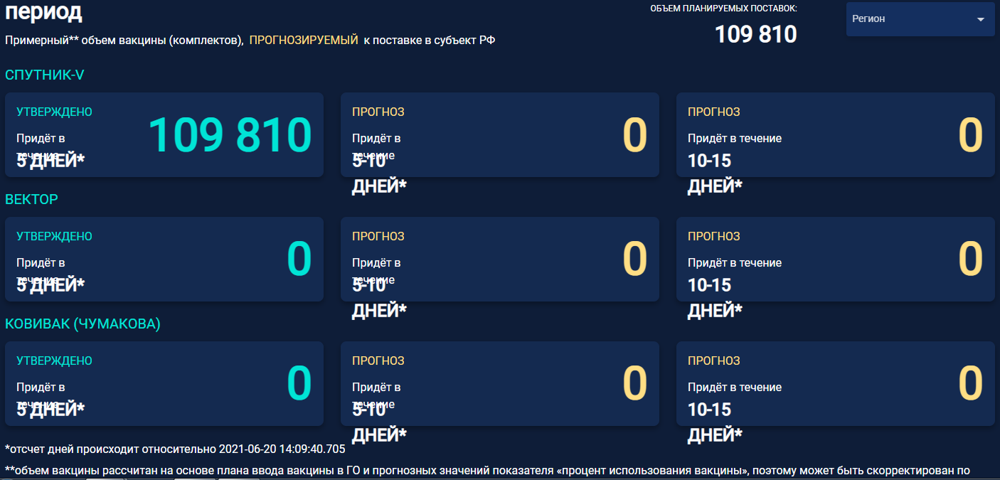 период
ОБЪЕМ ПЛАНИРУЕМЫХ ПОСТАВОК:
109 810
Регион
Примерный** объем вакцины (комплектов), ПРОГНОЗИРУЕМЫЙ к поставке в субъект РФ
СПУТНИК-V
УТВЕРЖДЕНО
Придёт в
течение
5 ДНЕЙ*
109 810
ПРОГНОЗ
Придёт в
течение
5-10
ДНЕЙ*
0
ПРОГНОЗ
Придёт в течение
10-15
ДНЕЙ*
0
ВЕКТОР
УТВЕРЖДЕНО
Придёт в
течение
5 ДНЕЙ*
0
ПРОГНОЗ
Придёт в
течение
5-10
ДНЕЙ*
0
ПРОГНОЗ
Придёт в течение
10-15
ДНЕЙ*
0
КОВИВАК (ЧУМАКОВА)
УТВЕРЖДЕНО
Придёт в
течение
5 ДНЕЙ*
0
ПРОГНОЗ
Придёт в
течение
5-10
ДНЕЙ*
0
ПРОГНОЗ
Придёт в течение
10-15
ДНЕЙ*
0
*отсчет дней происходит относительно 2021-06-20 14:09:40.705
**объем вакцины рассчитан на основе плана ввода вакцины в ГО и прогнозных значений показателя «процент использования вакцины», поэтому может быть скорректирован по